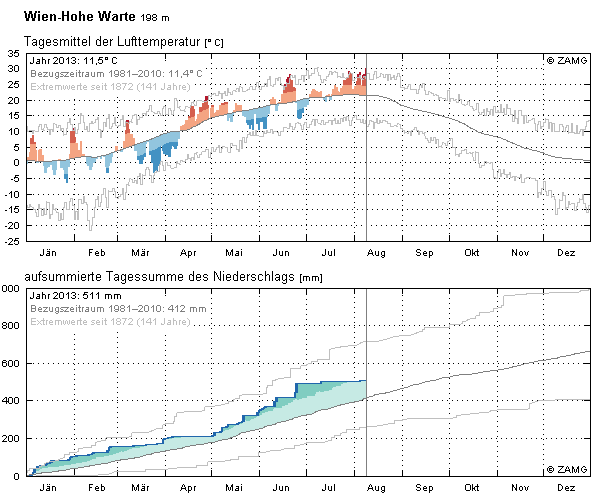 Wien-Hohe Warte 198 m
Tagesmittel der Lufttemperatur [° C]
35
30
25
20
15
10
5
0
-5
-10
-15
-20
-25
Jahr 2013: 11,5° C
Bezugszeitraum 1981-2010: 11,4° C
Extremwerte seit 1872 (141 Jahre)
© ZAMG
Jän Feb Mär Apr Mai Jun Jul Aug Sep Okt Nov Dez
aufsummierte Tagessumme des Niederschlags [mm]
000
800
600
400
200
0
Jahr 2013: 511 mm
Bezugszeitraum 1981-2010: 412 mm
Extremwerte seit 1872 (141 Jahre)
© ZAMG
Jän Feb Mär Apr Mai Jun Jul Aug Sep Okt Nov Dez